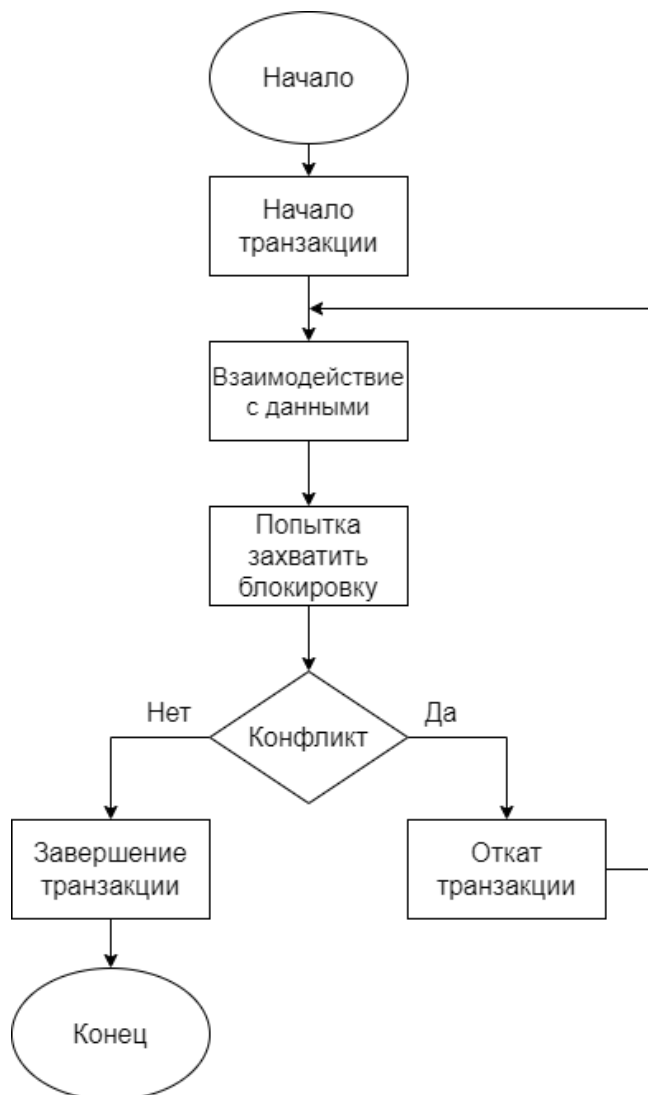 Начало
Начало
транзакции
Взаимодействие
с данными
Попытка
захватить
блокировку
Нет
Конфликт
Да
Завершение
транзакции
Откат
транзакции
Конец